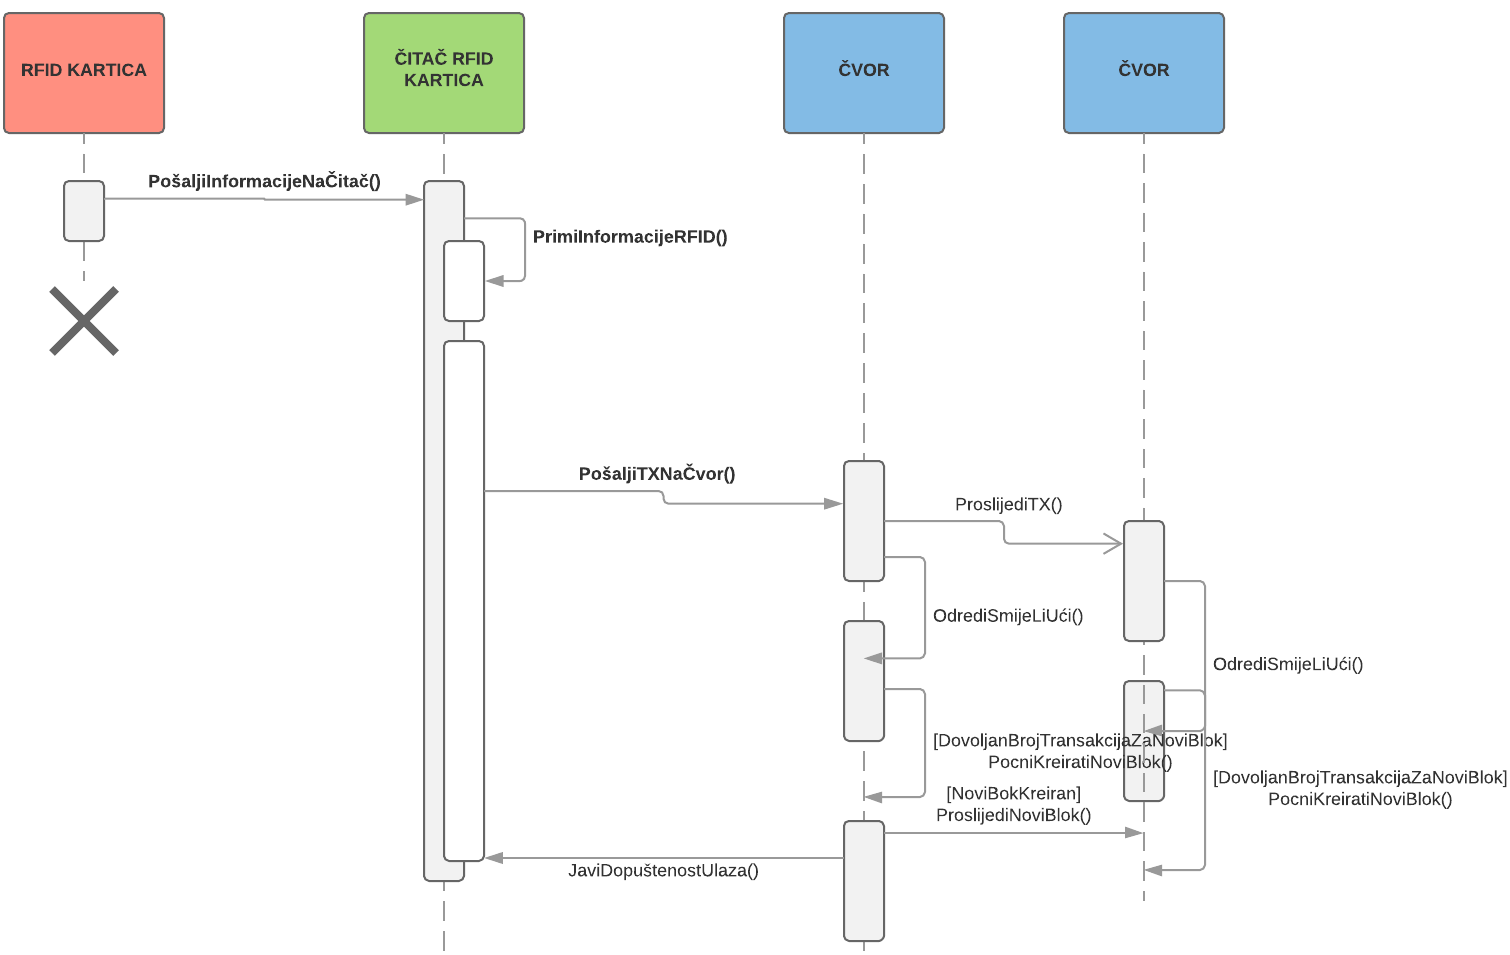 RFID KARTICA
ČITAČ RFID
KARTICA
ČVOR
ČVOR
PošaljiInformacijeNaČitač()
PrimiInformacijeRFID()
PošaljiTXNaČvor()
ProslijediTX()
OdrediSmijeLiUći()
OdrediSmijeLiUći()
[DovoljanBrojTransakcijaZaNoviBlok]
PocniKreiratiNoviBlok()
[DovoljanBrojTransakcijaZaNoviBlok]
PocniKreiratiNoviBlok()
[NoviBokKreiran]
ProslijediNoviBlok()
JaviDopuštenostUlaza()